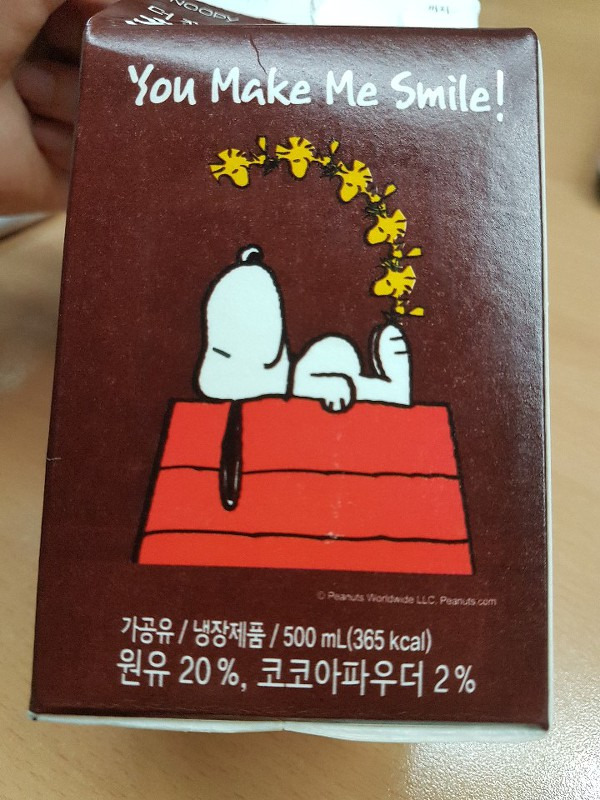 NOOPY
You Make Me Smile!
© Peanuts Worldwide LLC. Peanuts.com
가공유 / 냉장제품 / 500 mL(365 kcal)
원유 20 %, 코코아파우더 2 %